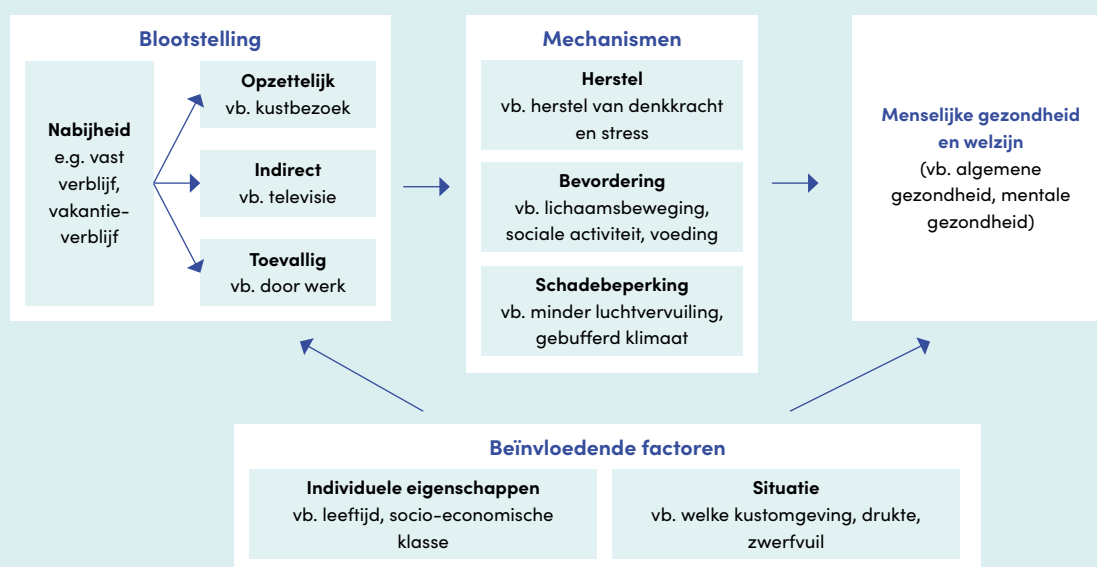 Blootstelling
Nabijheid
e.g. vast
verblijf,
vakantie-
verblijf
Opzettelijk
vb. kustbezoek
Indirect
vb. televisie
Toevallig
vb. door werk
Mechanismen
Herstel
vb. herstel van denkkracht
en stress
Bevordering
vb. lichaamsbeweging,
sociale activiteit, voeding
Schadebeperking
vb. minder luchtvervuiling,
gebufferd klimaat
Menselijke gezondheid
en welzijn
(vb. algemene
gezondheid, mentale
gezondheid)
Beïnvloedende factoren
Individuele eigenschappen
vb. leeftijd, socio-economische
klasse
Situatie
vb. welke kustomgeving, drukte,
zwerfvuil